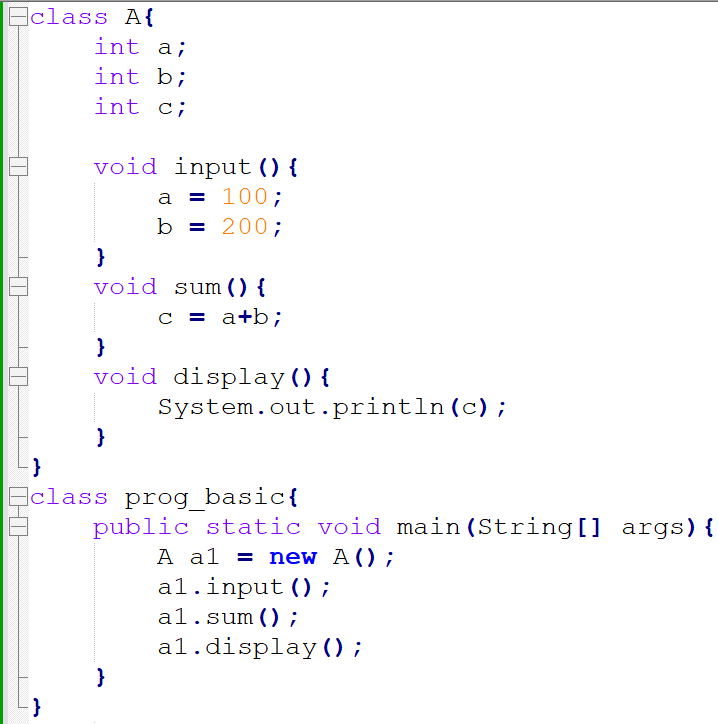 class A{
int a;
int b;
int c;
void input(){
a = 100;
b = 200;
}
void sum(){
c = a+b;
}
void display(){
System.out.println(c);
}
}
class prog_basic{
public static void main(String[] args){
A a1 = new A();
a1.input();
a1.sum();
a1.display();
}
}